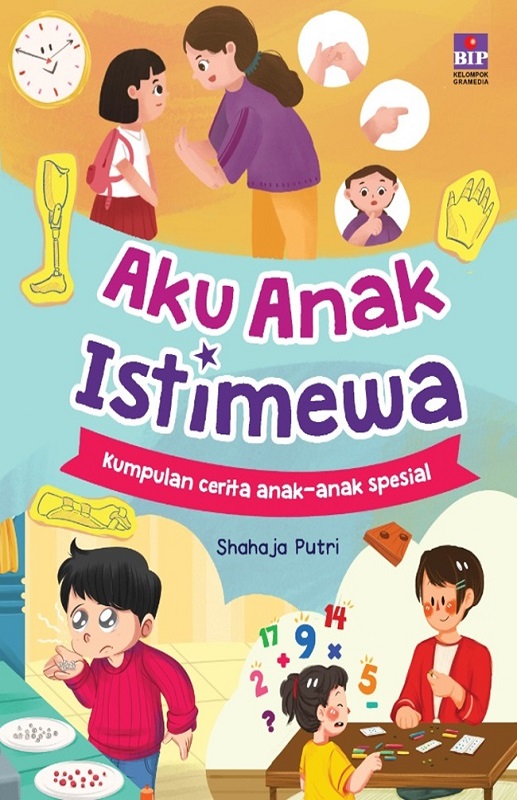 BIP
KELOMPOK
GRAMEDIA
Aku Anak
Istimewa
Kumpulan cerita anak-anak spesial
Shahaja Putri
14
17
9
2
+
×
5
-
?